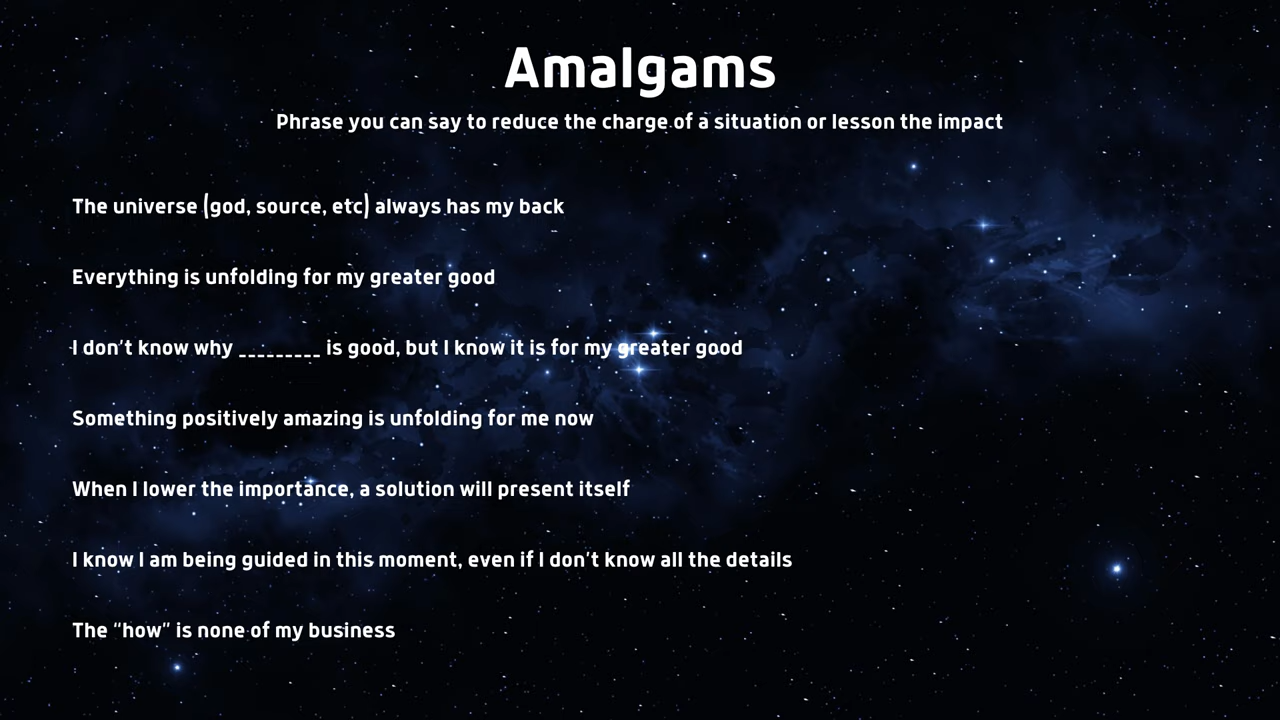 Amalgams
Phrase you can say to reduce the charge of a situation or lesson the impact
The universe (god, source, etc) always has my back
Everything is unfolding for my greater good
I don't know why _________ is good, but I know it is for my greater good
Something positively amazing is unfolding for me now
When I lower the importance, a solution will present itself
I know I am being guided in this moment, even if I don't know all the details
The "how" is none of my business